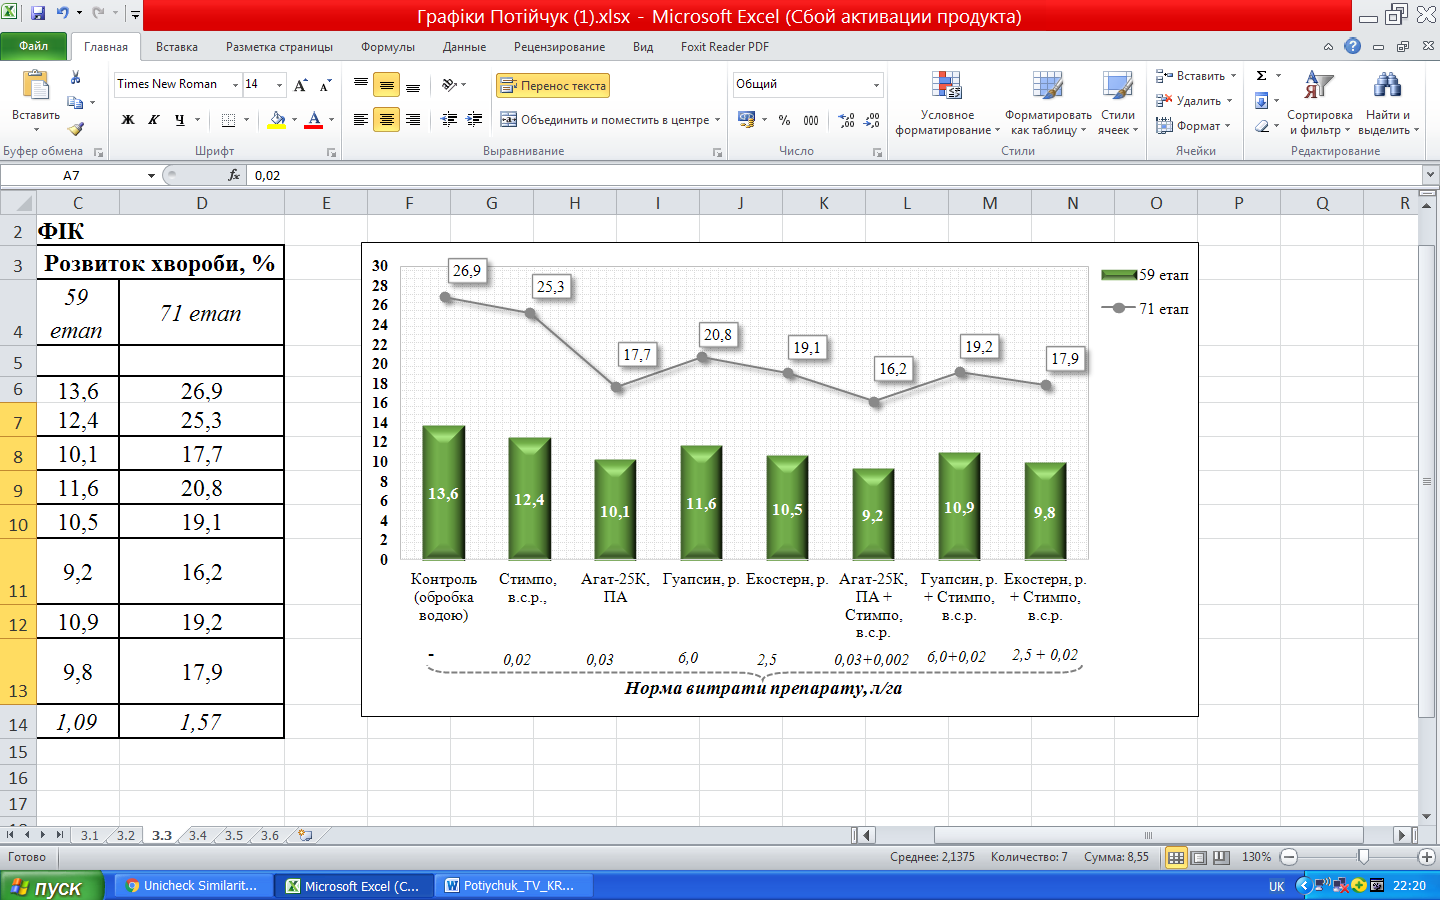 Графіки Потійчук (1).xlsx - Microsoft Excel (Сбой активации продукта)
Файл Главная Вставка Разметка страницы Формулы Данные Рецензирование Вид Foxit Reader PDF
Вставить
Буфер обмена
Times New Roman 14
Ж К Ч
Шрифт
Перенос текста
Объединить и поместить в центре
Выравнивание
Общий
% 000
Число
Условное форматирование
Форматировать как таблицу
Стили ячеек
Стили
Вставить
Удалить
Формат
Ячейки
Сортировка и фильтр
Найти и выделить
Редактирование
A7 fx 0,02
C D E F G H I J K L M N O P Q R
2 ФІК
3 Розвиток хвороби, %
4 59 етап 71 етап
5
6 13,6 26,9
7 12,4 25,3
8 10,1 17,7
9 11,6 20,8
10 10,5 19,1
11 9,2 16,2
12 10,9 19,2
13 9,8 17,9
14 1,09 1,57
15
16
17
30
28
26
24
22
20
18
16
14
12
10
8
6
4
2
0
26,9 25,3 17,7 20,8 19,1 16,2 19,2 17,9
13,6 12,4 10,1 11,6 10,5 9,2 10,9 9,8
59 етап
71 етап
Контроль (обробка водою)
Стимпо, в.с.р.,
Агат-25К, ПА
Гуапсин, р.
Екостерн, р.
Агат-25К, ПА + Стимпо, в.с.р.
Гуапсин, р. + Стимпо, в.с.р.
Екостерн, р. + Стимпо, в.с.р.
- 0,02 0,03 6,0 2,5 0,03+0,002 6,0+0,02 2,5 + 0,02
Норма витрати препарату, л/га
3.1 3.2 3.3 3.4 3.5 3.6
Готово Среднее: 2,1375 Количество: 7 Сумма: 8,55 130%
пуск Unicheck Similarit... Microsoft Excel (С... Potiychuk_TV_KR... UK 22:20